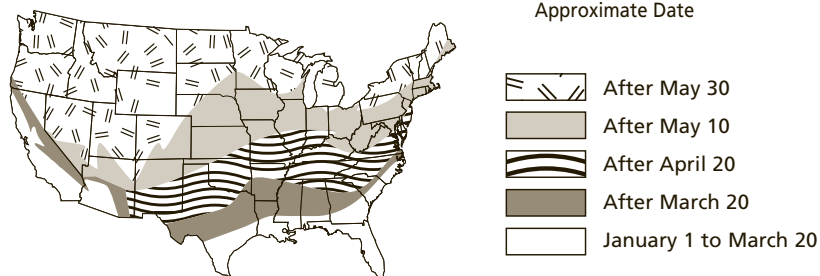 Approximate Date
After May 30
After May 10
After April 20
After March 20
January 1 to March 20